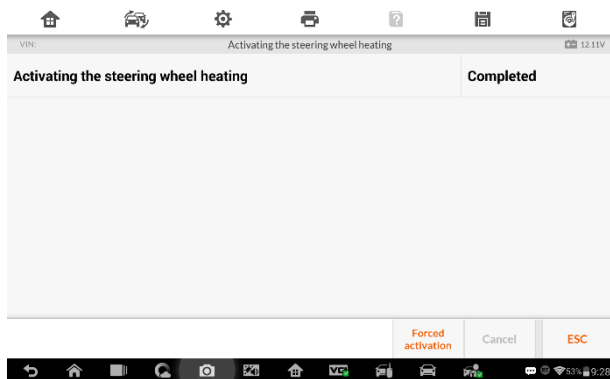 VIN:
Activating the steering wheel heating
12.11V
Activating the steering wheel heating
Completed
Forced
activation
Cancel
ESC
53%
9:28